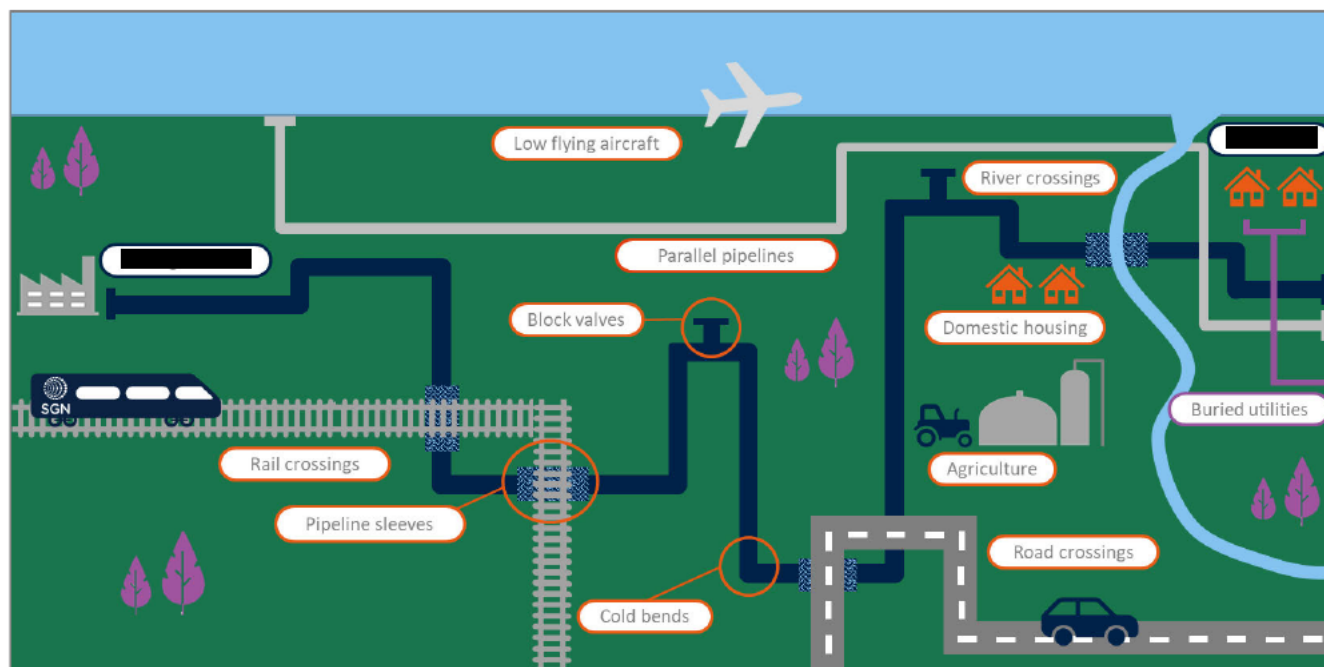 Low flying aircraft
River crossings
Parallel pipelines
Block valves
Domestic housing
SGN
Buried utilities
Rail crossings
Agriculture
Pipeline sleeves
Road crossings
Cold bends